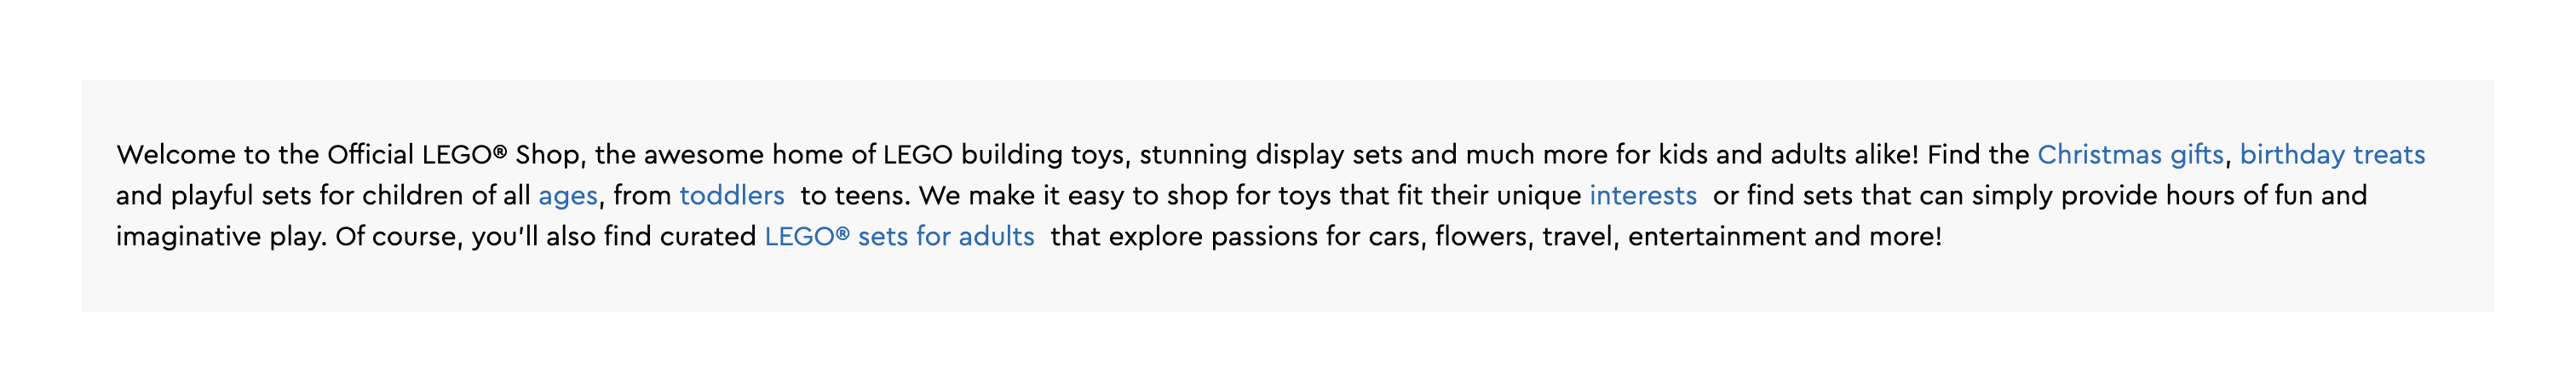 Welcome to the Official LEGO® Shop, the awesome home of LEGO building toys, stunning display sets and much more for kids and adults alike! Find the Christmas gifts, birthday treats
and playful sets for children of all ages, from toddlers to teens. We make it easy to shop for toys that fit their unique interests or find sets that can simply provide hours of fun and
imaginative play. Of course, you’ll also find curated LEGO® sets for adults that explore passions for cars, flowers, travel, entertainment and more!